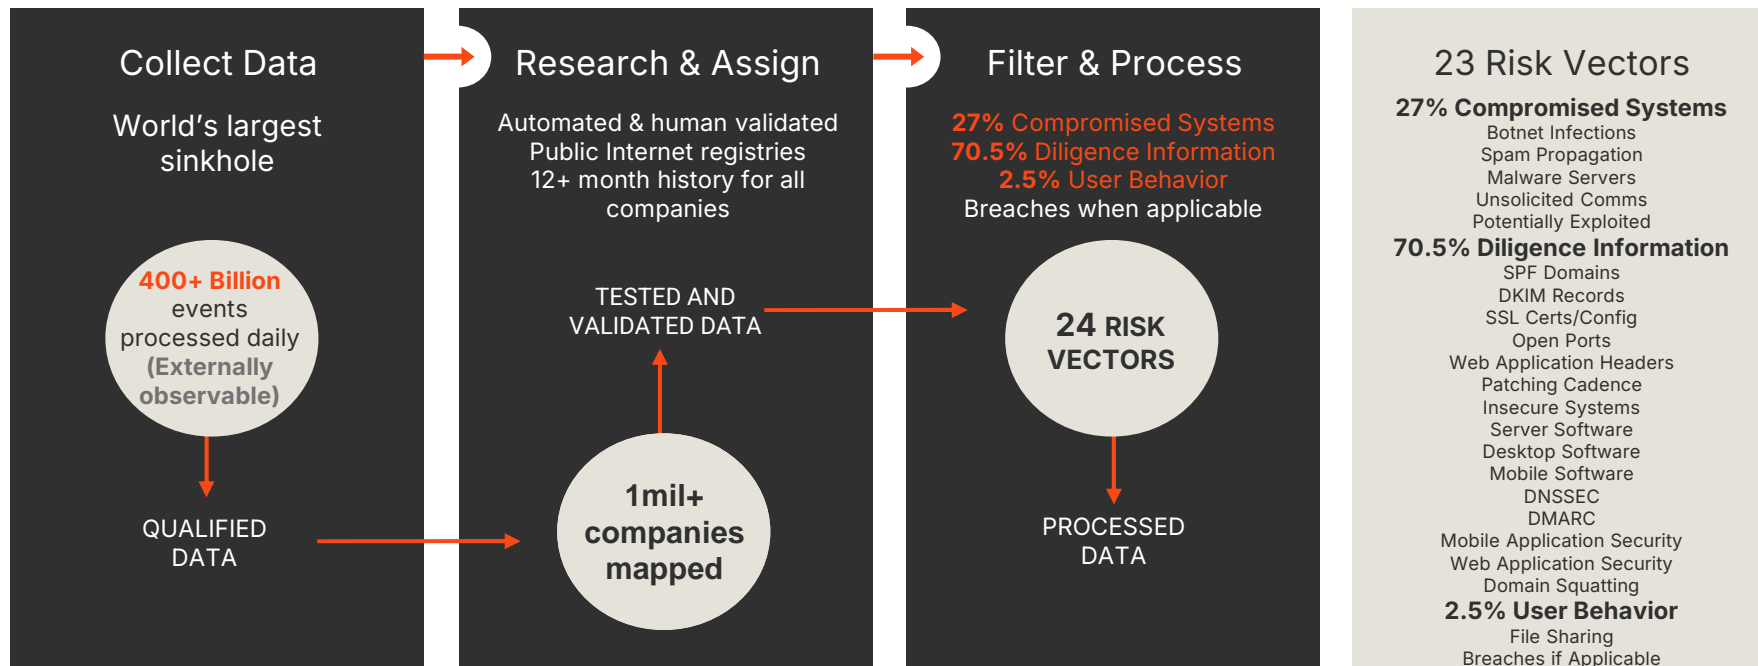 Collect Data
World’s largest
sinkhole
400+ Billion
events
processed daily
(Externally
observable)
QUALIFIED
DATA
Research & Assign
Automated & human validated
Public Internet registries
12+ month history for all
companies
TESTED AND
VALIDATED DATA
1mil+
companies
mapped
Filter & Process
27% Compromised Systems
70.5% Diligence Information
2.5% User Behavior
Breaches when applicable
24 RISK
VECTORS
PROCESSED
DATA
23 Risk Vectors
27% Compromised Systems
Botnet Infections
Spam Propagation
Malware Servers
Unsolicited Comms
Potentially Exploited
70.5% Diligence Information
SPF Domains
DKIM Records
SSL Certs/Config
Open Ports
Web Application Headers
Patching Cadence
Insecure Systems
Server Software
Desktop Software
Mobile Software
DNSSEC
DMARC
Mobile Application Security
Web Application Security
Domain Squatting
2.5% User Behavior
File Sharing
Breaches if Applicable